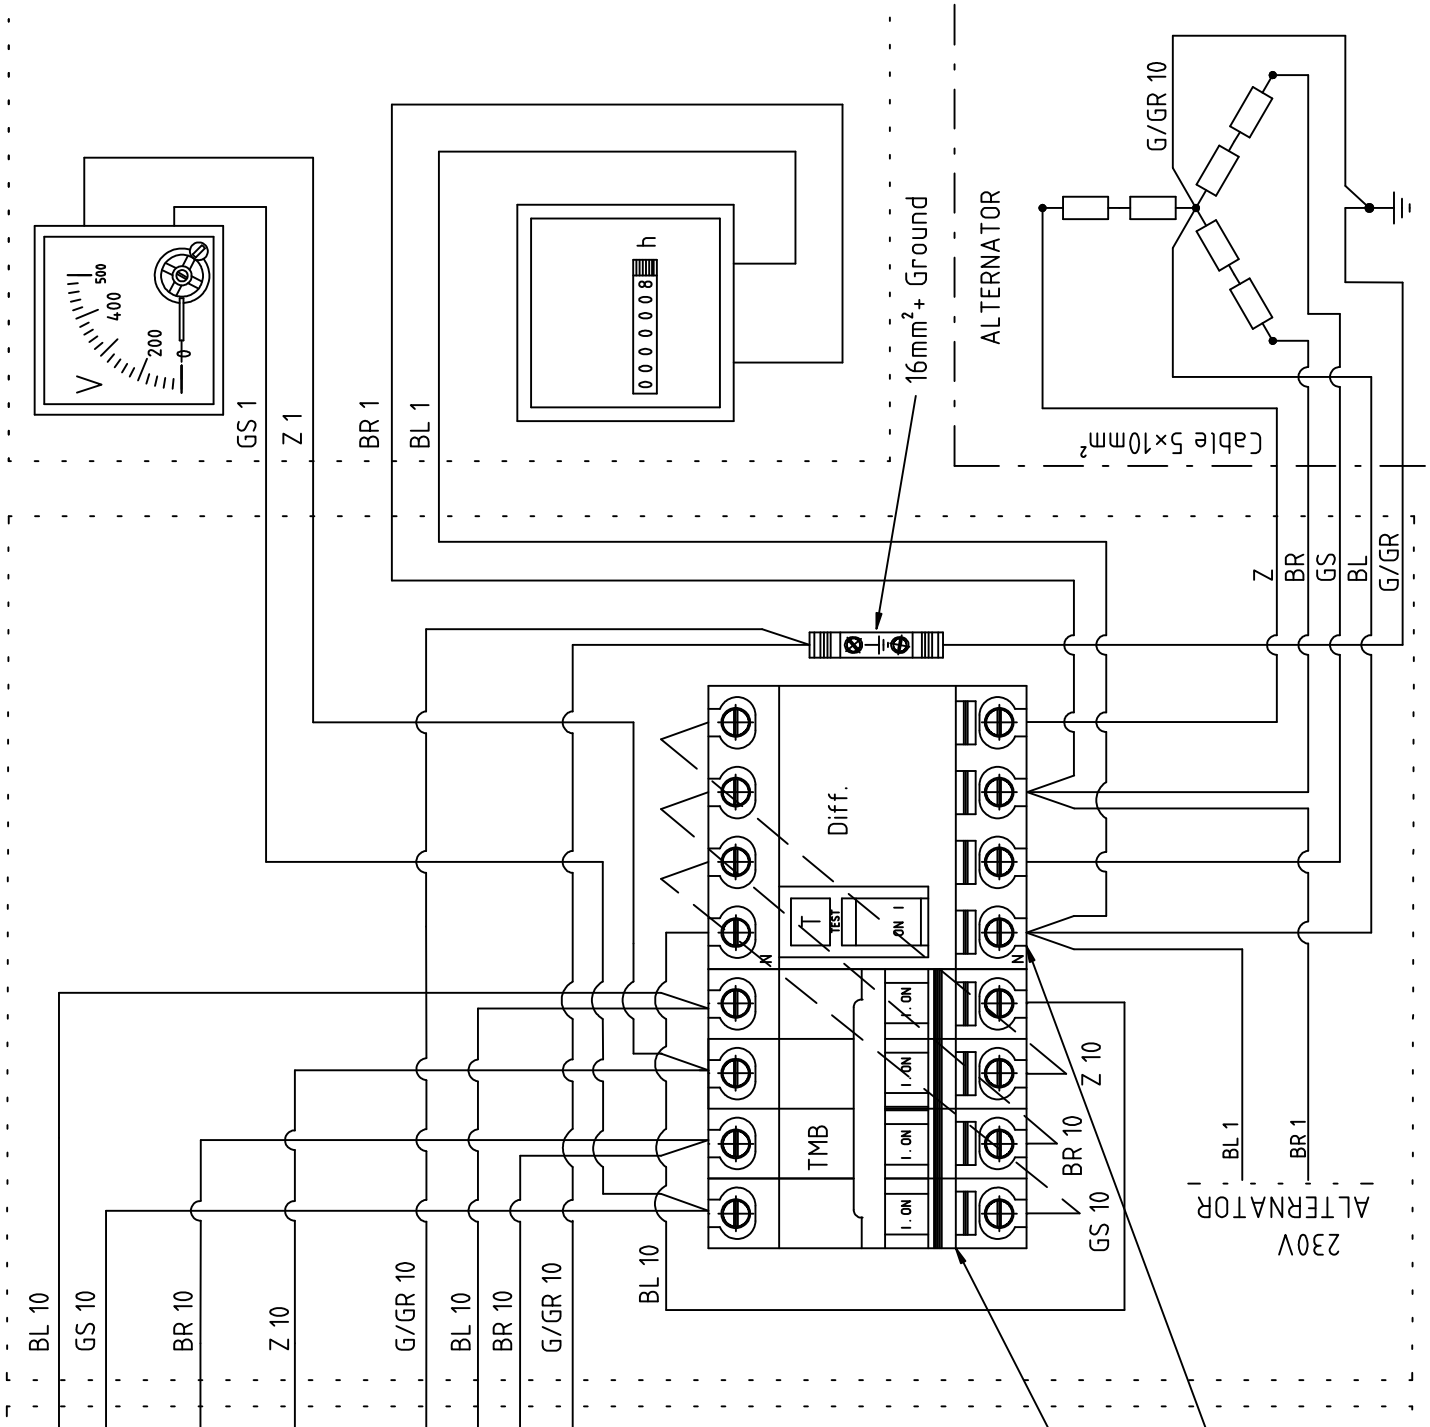 V
0
200
400
500
0000008
h
GS 1
Z 1
BR 1
BL 1
16mm²+ Ground
ALTERNATOR
G/GR 10
Cable 5x10mm²
Z
BR
GS
BL
G/GR
Diff.
T
TEST
ON I
N
N
I.ON
I.ON
I.ON
I.ON
TMB
Z 10
BR 10
GS 10
BL 1
BR 1
230V
ALTERNATOR
BL 10
GS 10
BR 10
Z 10
G/GR 10
BL 10
BR 10
G/GR 10
BL 10